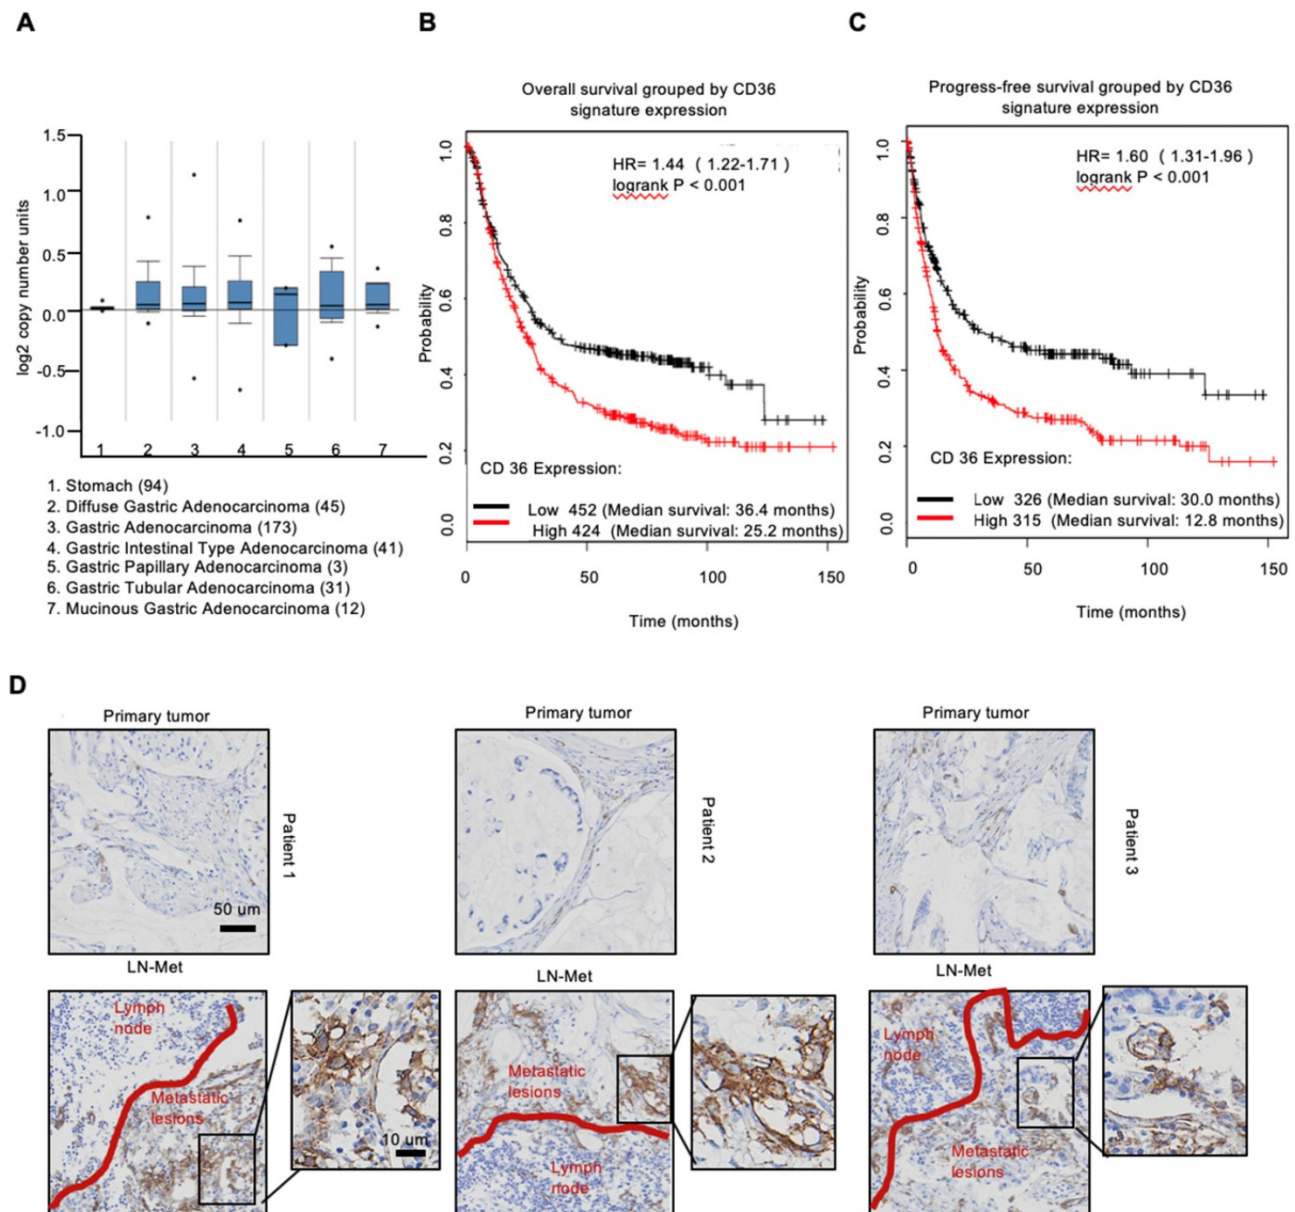 A
B
C
1.5
1.0
0.5
0.0
-0.5
-1.0
log2 copy number units
1 2 3 4 5 6 7
1. Stomach (94)
2. Diffuse Gastric Adenocarcinoma (45)
3. Gastric Adenocarcinoma (173)
4. Gastric Intestinal Type Adenocarcinoma (41)
5. Gastric Papillary Adenocarcinoma (3)
6. Gastric Tubular Adenocarcinoma (31)
7. Mucinous Gastric Adenocarcinoma (12)
Overall survival grouped by CD36
signature expression
HR= 1.44 ( 1.22-1.71 )
logrank P < 0.001
Probability
1.0
0.8
0.6
0.4
0.2
0.0
CD 36 Expression:
Low 452 (Median survival: 36.4 months)
High 424 (Median survival: 25.2 months)
0 50 100 150
Time (months)
Progress-free survival grouped by CD36
signature expression
HR= 1.60 ( 1.31-1.96 )
logrank P < 0.001
Probability
1.0
0.8
0.6
0.4
0.2
0.0
CD 36 Expression:
Low 326 (Median survival: 30.0 months)
High 315 (Median survival: 12.8 months)
0 50 100 150
Time (months)
D
Primary tumor
Primary tumor
Primary tumor
Patient 1
Patient 2
Patient 3
50 um
LN-Met
LN-Met
LN-Met
Lymph
node
Metastatic
lesions
10 um
Metastatic
lesions
Lymph
node
Lymph
node
Metastatic
lesions